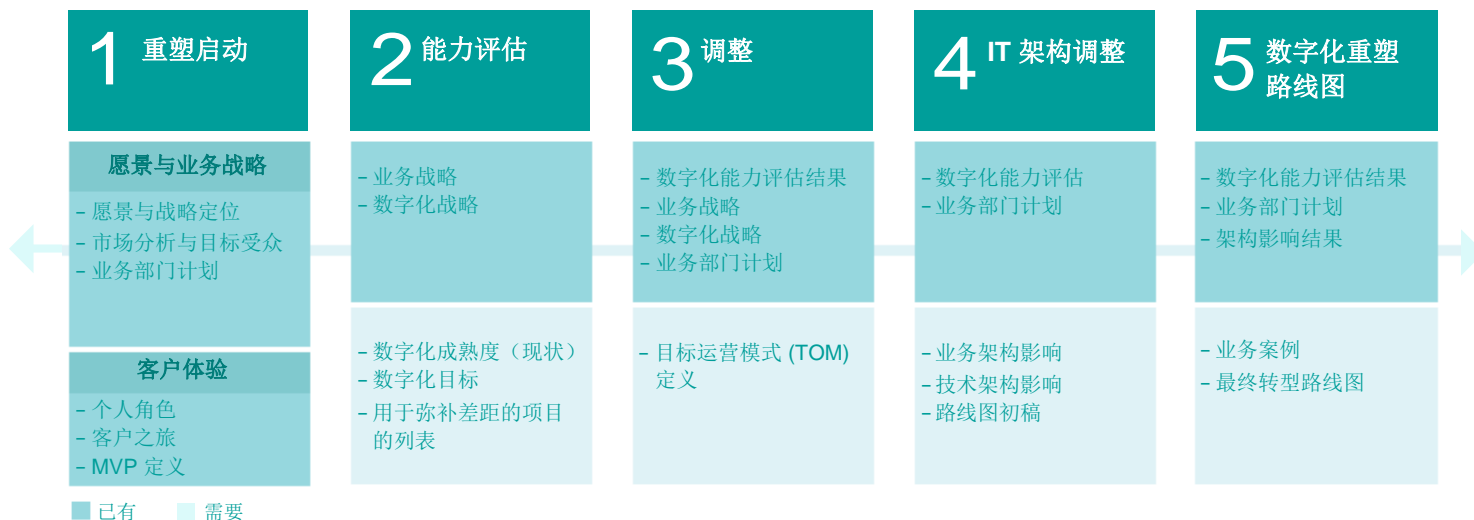 1 重塑启动
愿景与业务战略
– 愿景与战略定位
– 市场分析与目标受众
– 业务部门计划
客户体验
– 个人角色
– 客户之旅
– MVP 定义
2 能力评估
– 业务战略
– 数字化战略
– 数字化成熟度（现状）
– 数字化目标
– 用于弥补差距的项目
的列表
3 调整
– 数字化能力评估结果
– 业务战略
– 数字化战略
– 业务部门计划
– 目标运营模式 (TOM)
定义
4 IT 架构调整
– 数字化能力评估
– 业务部门计划
– 业务架构影响
– 技术架构影响
– 路线图初稿
5 数字化重塑
路线图
– 数字化能力评估结果
– 业务部门计划
– 架构影响结果
– 业务案例
– 最终转型路线图
已有 需要